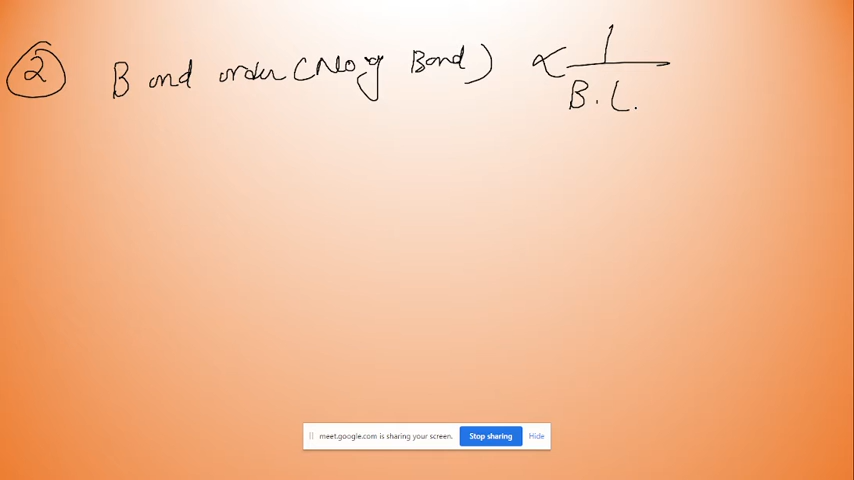 ② Bond order (No of Bond) ∝ 1 / B.L.
meet.google.com is sharing your screen. Stop sharing Hide